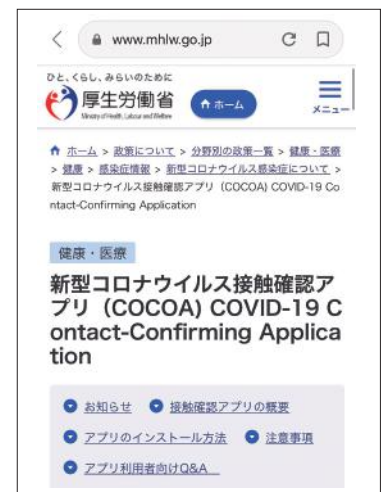 www.mhlw.go.jp
ひと、くらし、みらいのために
厚生労働省
Ministry of Health, Labour and Welfare
ホーム
メニュー
ホーム > 政策について > 分野別の政策一覧 > 健康・医療
> 健康 > 感染症情報 > 新型コロナウイルス感染症について >
新型コロナウイルス接触確認アプリ（COCOA) COVID-19 Co
ntact-Confirming Application
健康・医療
新型コロナウイルス接触確認ア
プリ（COCOA) COVID-19 C
ontact-Confirming Applica
tion
お知らせ 接触確認アプリの概要
アプリのインストール方法 注意事項
アプリ利用者向けQ&A